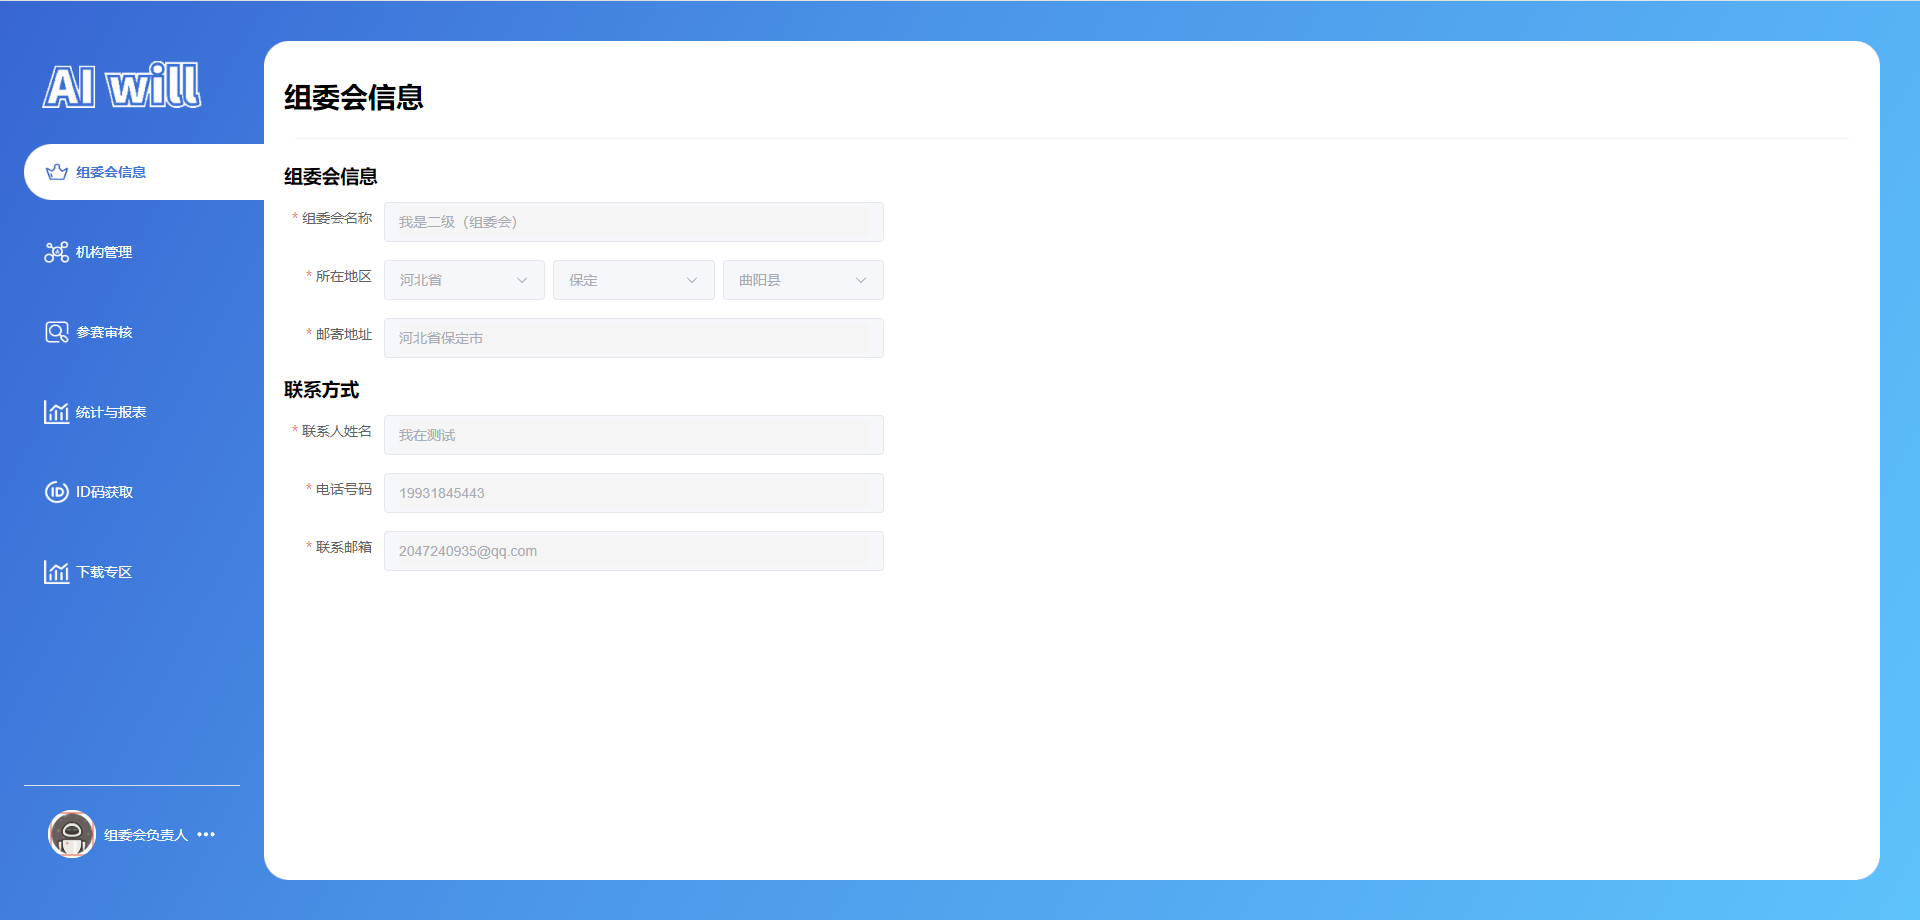 AI will
组委会信息
机构管理
参赛审核
统计与报表
ID码获取
下载专区
组委会负责人 •••
组委会信息
组委会信息
* 组委会名称 我是二级（组委会）
* 所在地区 河北省 保定 曲阳县
* 邮寄地址 河北省保定市
联系方式
* 联系人姓名 我在测试
* 电话号码 19931845443
* 联系邮箱 2047240935@qq.com